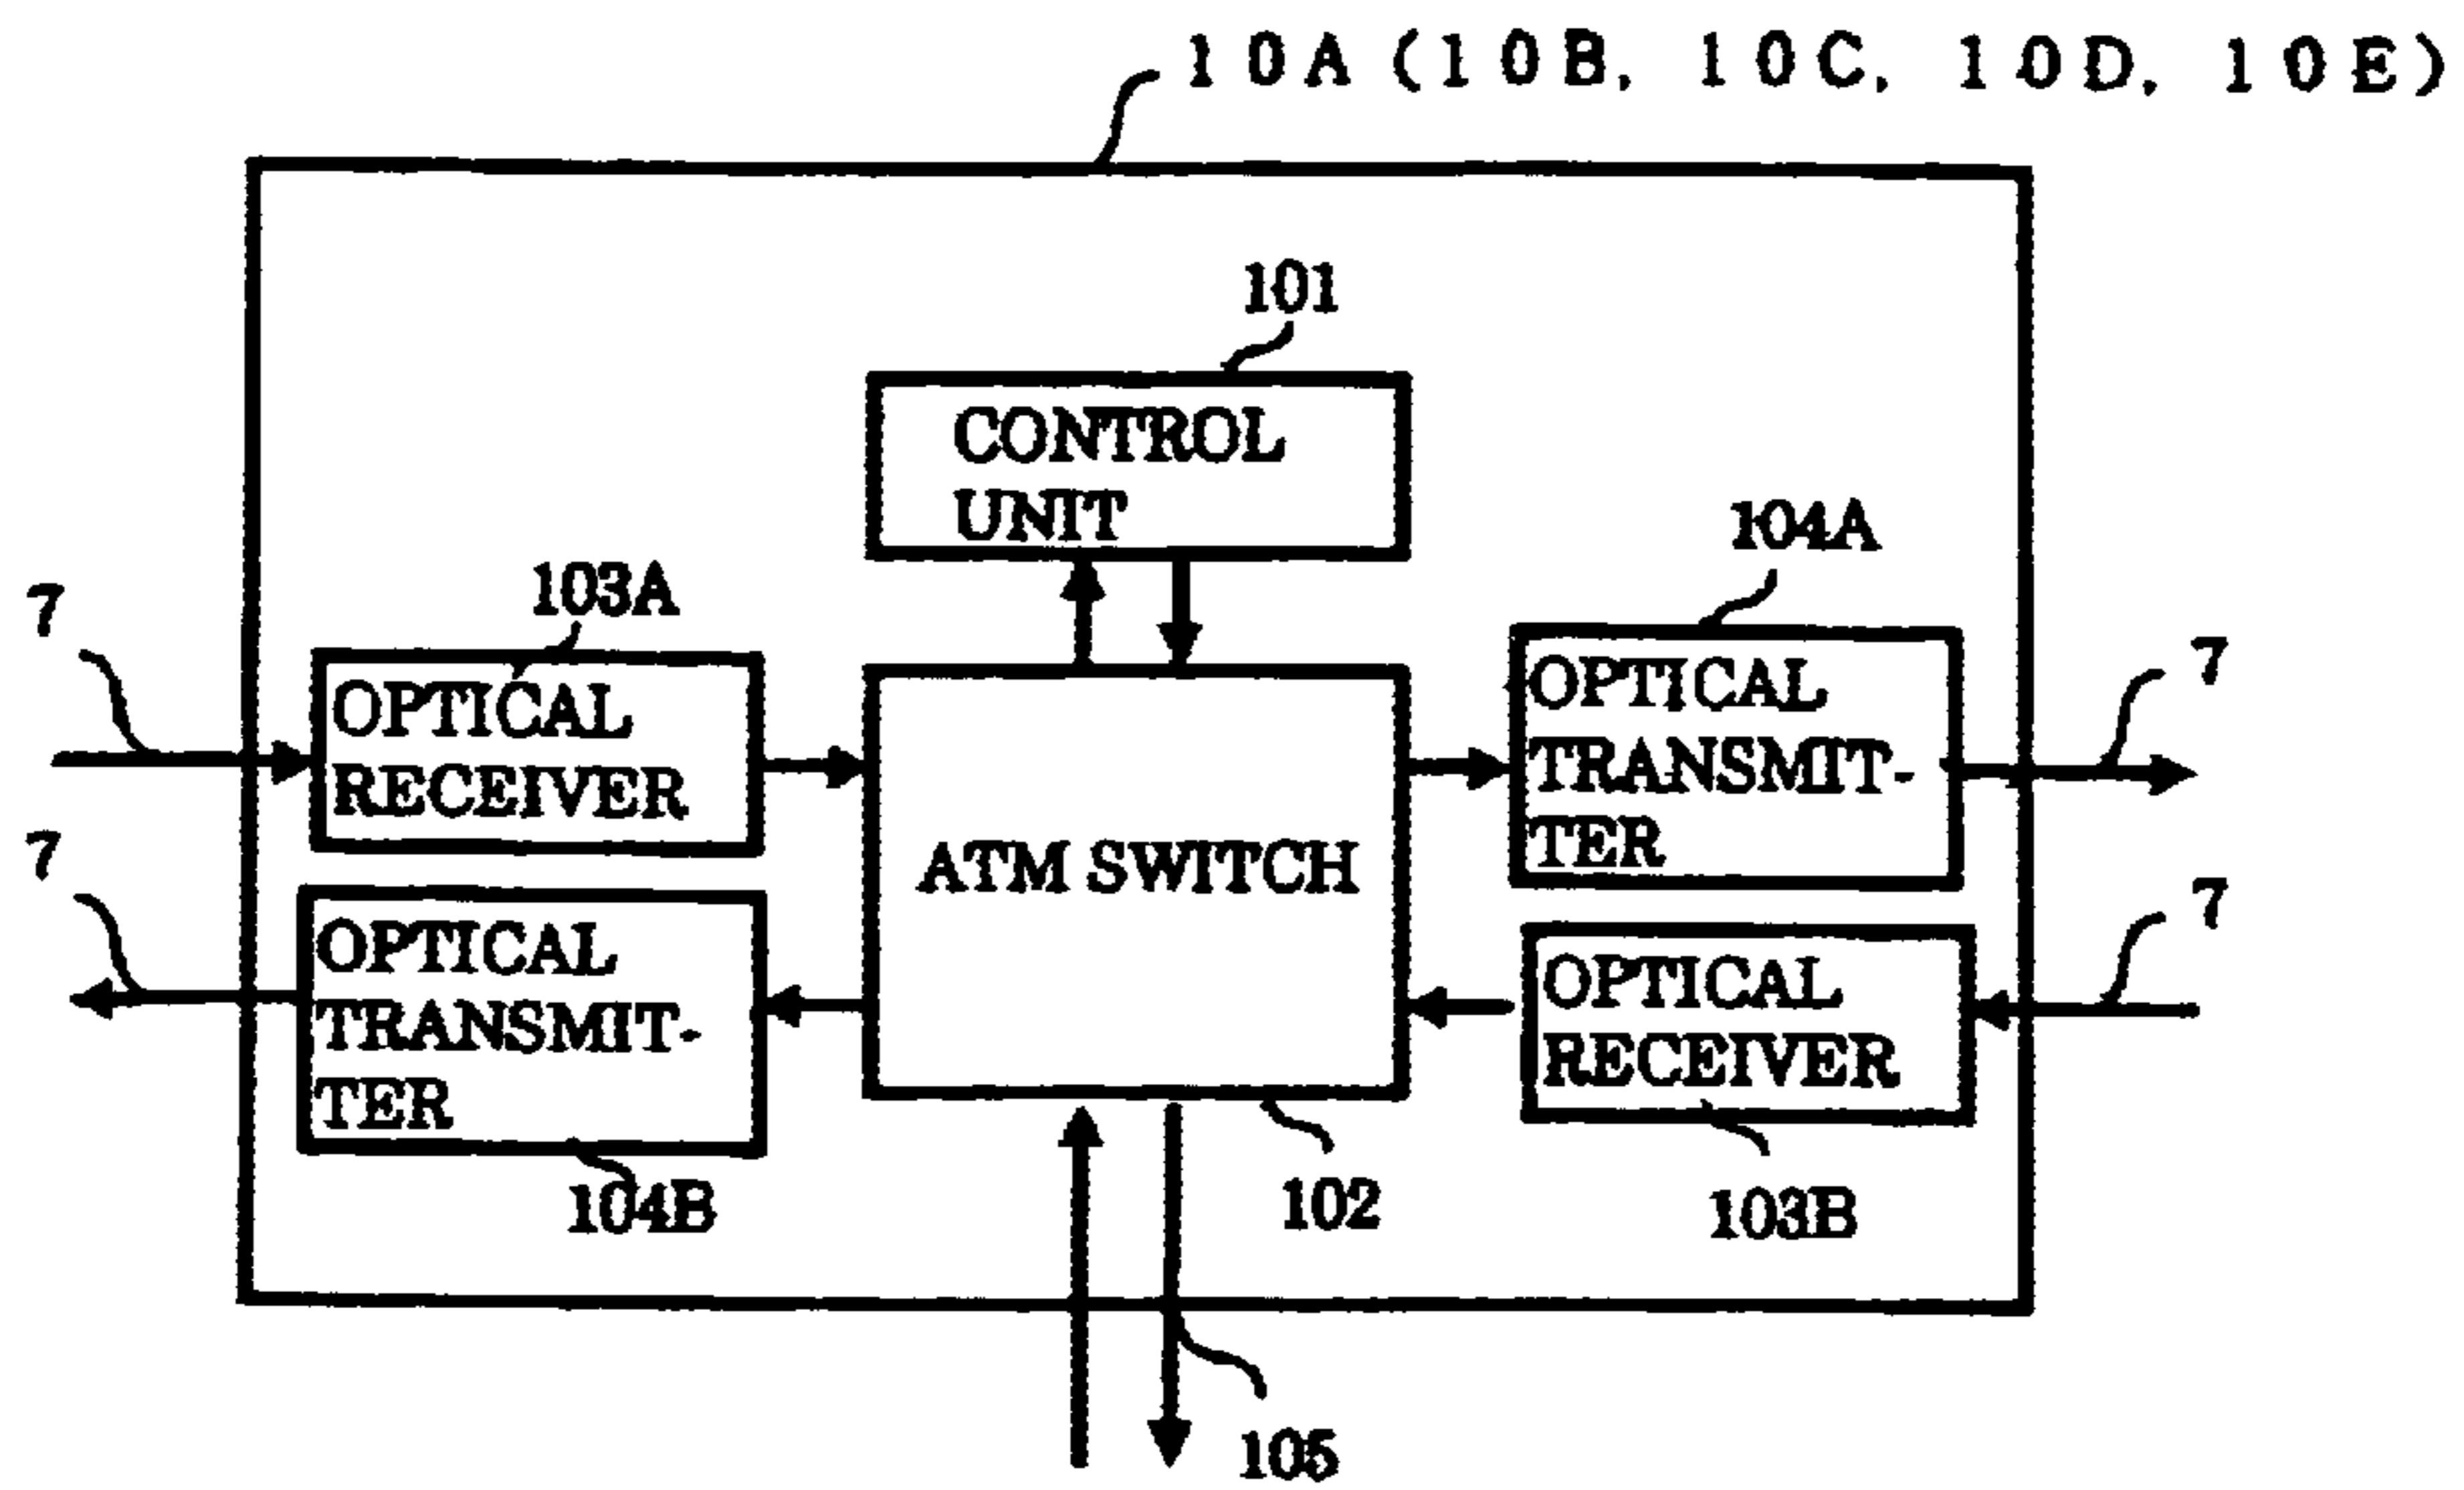 10A (10B, 10C, 10D, 10E)
101
CONTROL
UNIT
104A
103A
7
7
OPTICAL
RECEIVER
OPTICAL
TRANSMIT-
TER
ATM SWITCH
7
7
OPTICAL
TRANSMIT-
TER
OPTICAL
RECEIVER
104B
102
103B
105